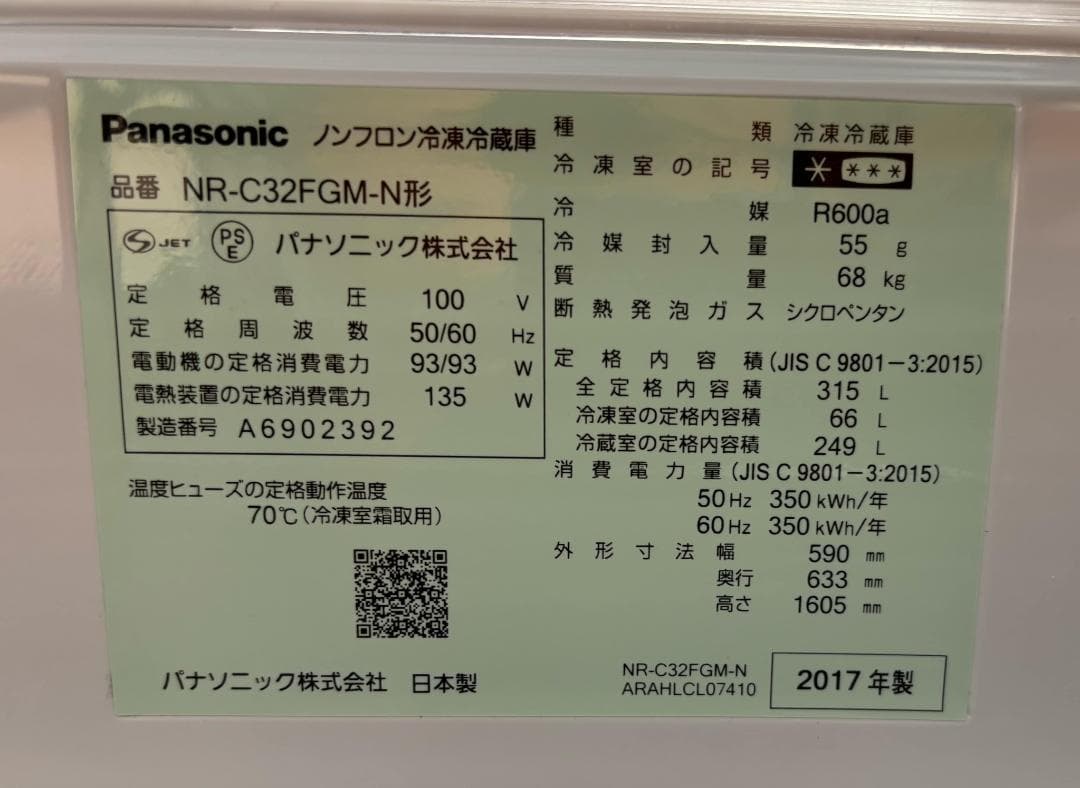 Panasonic ノンフロン冷凍冷蔵庫
品番 NR-C32FGM-N形
S JET PSE パナソニック株式会社
定格電圧 100 V
定格周波数 50/60 Hz
電動機の定格消費電力 93/93 W
電熱装置の定格消費電力 135 W
製造番号 A6902392
温度ヒューズの定格動作温度
70℃(冷凍室霜取用)
パナソニック株式会社 日本製
種類 冷凍冷蔵庫
冷凍室の記号 * ***
冷媒 R600a
冷媒封入量 55 g
質量 68 kg
断熱発泡ガス シクロペンタン
定格内容積 (JIS C 9801-3:2015)
全定格内容積 315 L
冷凍室の定格内容積 66 L
冷蔵室の定格内容積 249 L
消費電力量 (JIS C 9801-3:2015)
50Hz 350 kWh/年
60Hz 350 kWh/年
外形寸法 幅 590 mm
奥行 633 mm
高さ 1605 mm
NR-C32FGM-N
ARAHLCL07410
2017 年製